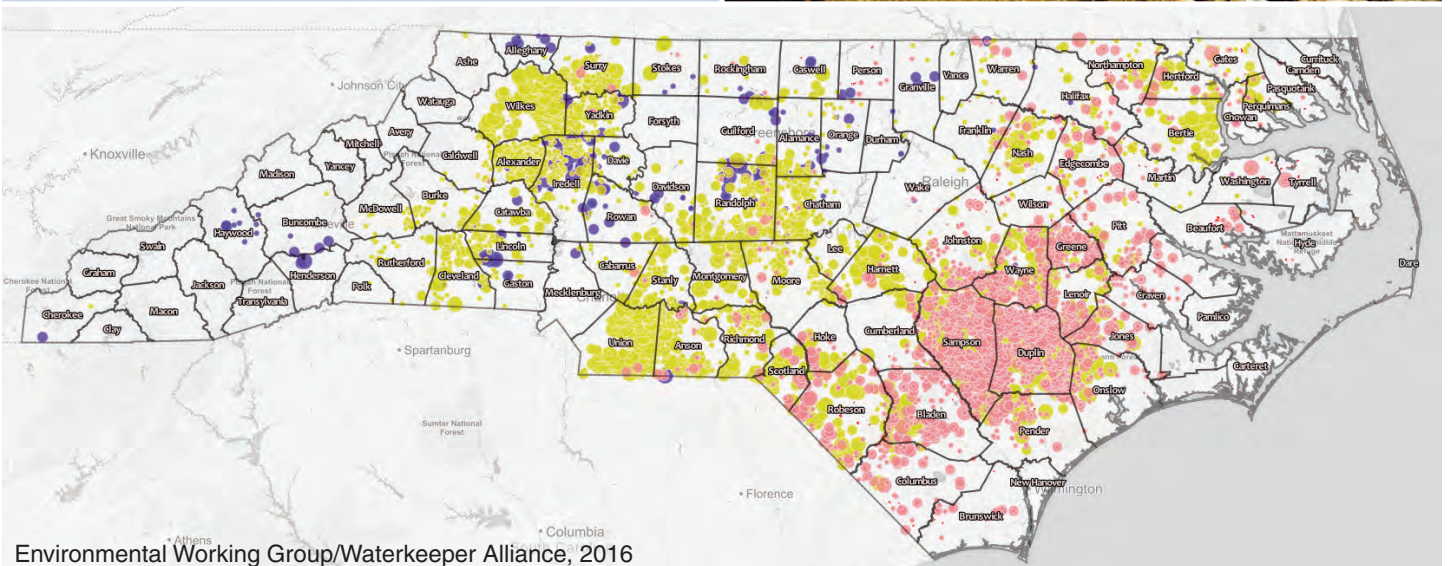 Ashe
Alleghany
Surry
Stokes
Rockingham
Caswell
Person
Granville
Vance
Warren
Northampton
Hertford
Gates
Currituck
Camden
Pasquotank
Perquimans
Chowan
Halifax
Bertie
Johnson City
Watauga
Wilkes
Yadkin
Forsyth
Guilford
Alamance
Orange
Durham
Franklin
Nash
Edgecombe
Martin
Washington
Tyrrell
Knoxville
Avery
Mitchell
Yancey
Madison
Caldwell
Alexander
Iredell
Davie
Davidson
Randolph
Chatham
Wake
Raleigh
Wilson
Pitt
Beaufort
Hyde
Dare
Great Smoky Mountains
National Park
Haywood
Buncombe
McDowell
Burke
Catawba
Lincoln
Rowan
Swain
Graham
Jackson
Henderson
Transylvania
Polk
Rutherford
Cleveland
Gaston
Mecklenburg
Cabarrus
Stanly
Montgomery
Moore
Lee
Harnett
Johnston
Wayne
Greene
Lenoir
Craven
Pamlico
Jones
Carteret
Cherokee National
Forest
Cherokee
Clay
Macon
Spartanburg
Union
Anson
Richmond
Scotland
Hoke
Cumberland
Sampson
Duplin
Onslow
Robeson
Bladen
Pender
Sumter National
Forest
Florence
Columbus
New Hanover
Wilmington
Brunswick
Columbia
Athens
Environmental Working Group/Waterkeeper Alliance, 2016